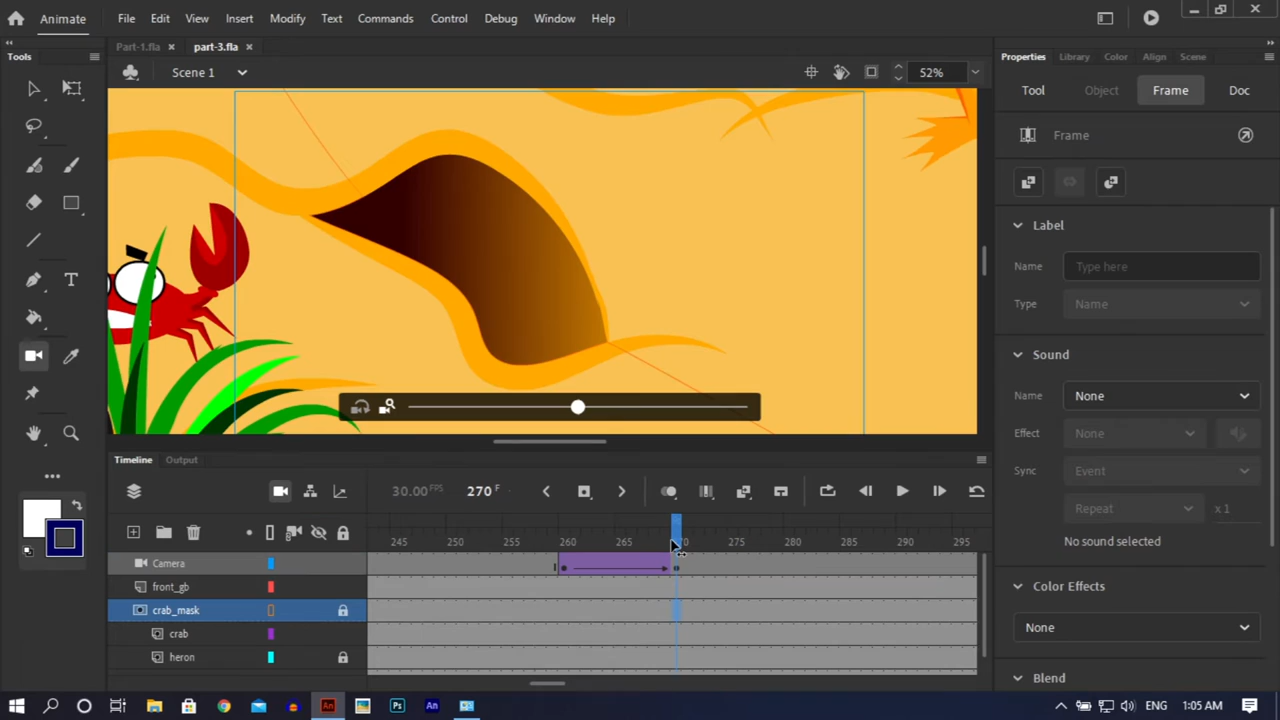 Animate File Edit View Insert Modify Text Commands Control Debug Window Help
Tools
Part-1.fla × part-3.fla ×
Scene 1 52%
Properties Library Color Align Scene
Tool Object Frame Doc
Frame
Label
Name Type here
Type Name
Sound
Name None
Effect None
Sync Event
Repeat x 1
No sound selected
Color Effects
None
Blend
T
Timeline Output
30.00 FPS 270 F
245 250 255 260 265 270 275 280 285 290 295
Camera
front_gb
crab_mask
crab
heron
An Ps An 1:05 AM